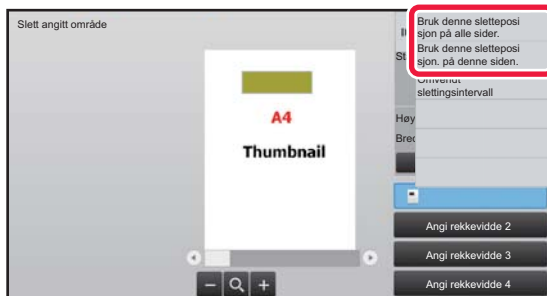 Slett angitt område
Bruk denne sletteposi
sjon på alle sider.
Bruk denne sletteposi
sjon. på denne siden.
Omvendt
slettingsintervall
St
Høy
A4
Thumbnail
Angi rekkevidde 2
Angi rekkevidde 3
Angi rekkevidde 4